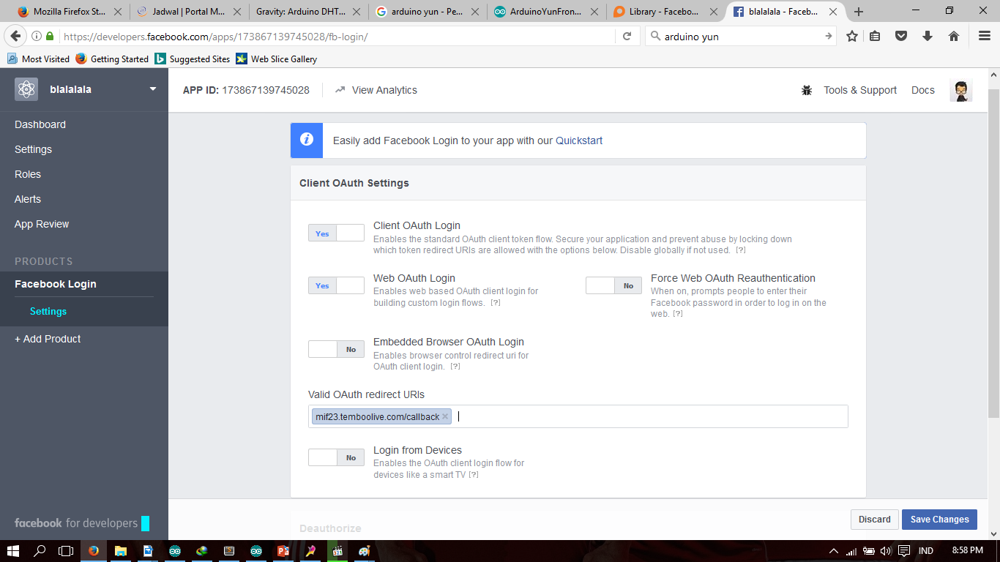 Mozilla Firefox St...
Jadwal | Portal M...
Gravity: Arduino DHT...
arduino yun - Pe...
ArduinoYunFron...
Library - Faceboo...
blalalala - Faceb...
https://developers.facebook.com/apps/173867139745028/fb-login/
arduino yun
Most Visited
Getting Started
Suggested Sites
Web Slice Gallery
blalalala
APP ID: 173867139745028
View Analytics
Tools & Support
Docs
Dashboard
Settings
Roles
Alerts
App Review
PRODUCTS
Facebook Login
Settings
+ Add Product
facebook for developers
Easily add Facebook Login to your app with our Quickstart
Client OAuth Settings
Yes
Client OAuth Login
Enables the standard OAuth client token flow. Secure your application and prevent abuse by locking down
which token redirect URIs are allowed with the options below. Disable globally if not used. [?]
Yes
Web OAuth Login
Enables web based OAuth client login for
building custom login flows. [?]
No
Force Web OAuth Reauthentication
When on, prompts people to enter their
Facebook password in order to log in on the
web. [?]
No
Embedded Browser OAuth Login
Enables browser control redirect uri for
OAuth client login. [?]
Valid OAuth redirect URIs
mif23.temboolive.com/callback
No
Login from Devices
Enables the OAuth client login flow for
devices like a smart TV [?]
Deauthorize
Discard
Save Changes
IND
8:58 PM